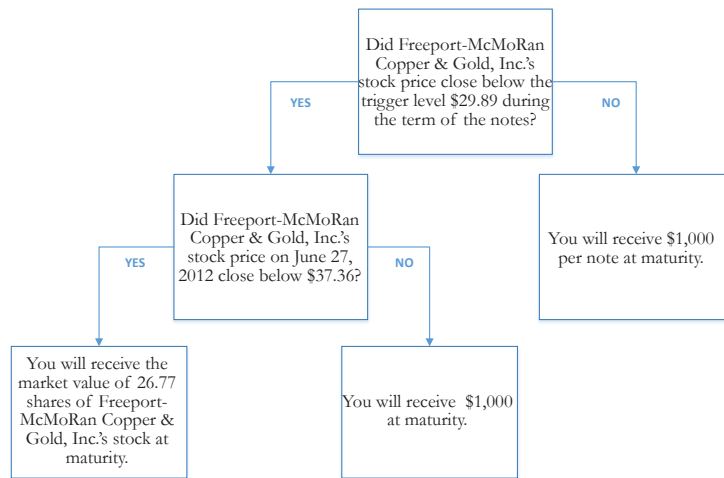 Did Freeport-McMoRan
Copper & Gold, Inc.'s
stock price close below the
trigger level $29.89 during
the term of the notes?
YES
NO
Did Freeport-McMoRan
Copper & Gold, Inc.'s
stock price on June 27,
2012 close below $37.36?
You will receive $1,000
per note at maturity.
YES
NO
You will receive the
market value of 26.77
shares of Freeport-
McMoRan Copper &
Gold, Inc.'s stock at
maturity.
You will receive $1,000
at maturity.